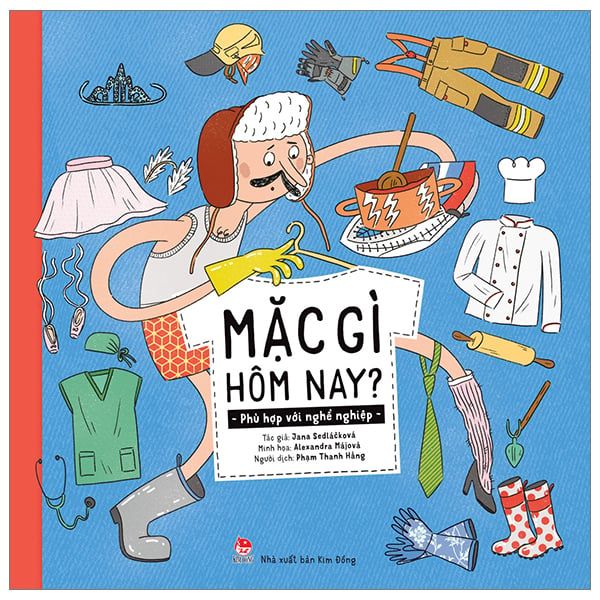 MẶC GÌ
HÔM NAY?
- Phù hợp với nghề nghiệp -
Tác giả: Jana Sedláčková
Minh họa: Alexandra Májová
Người dịch: Phạm Thanh Hằng
Nhà xuất bản Kim Đồng